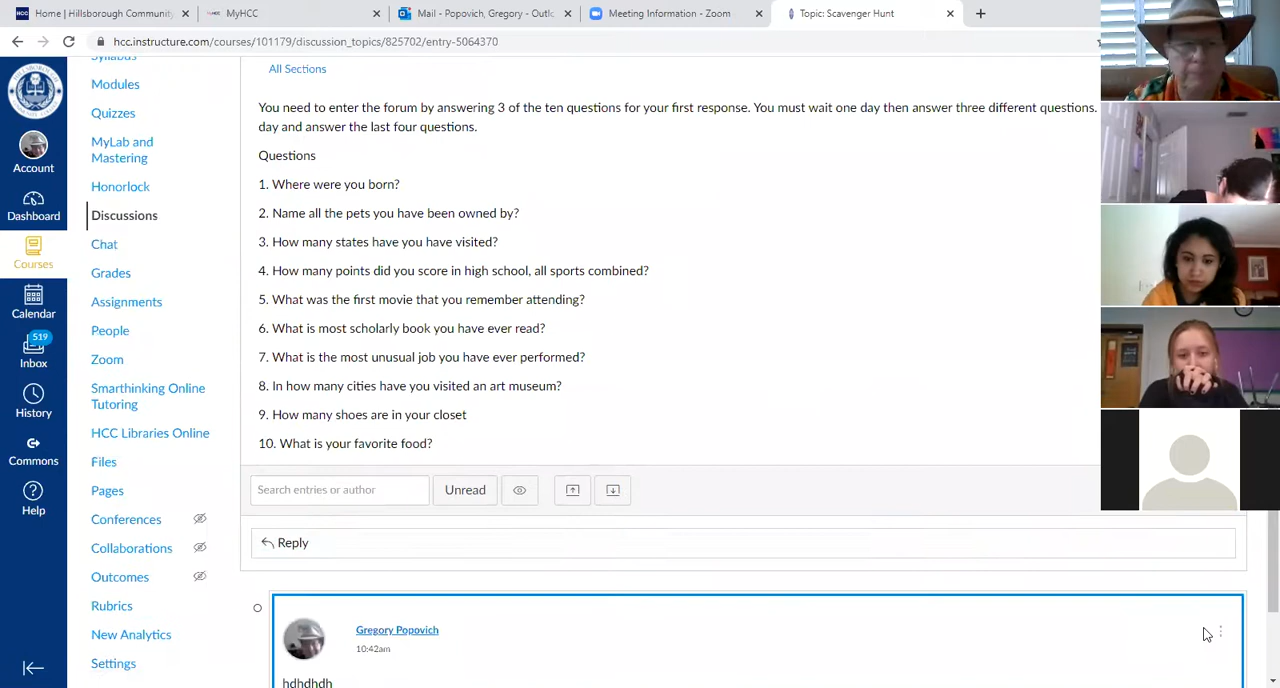 Home | Hillsborough Community
MyHCC
Mail - Popovich, Gregory - Outlo
Meeting Information - Zoom
Topic: Scavenger Hunt
hcc.instructure.com/courses/101179/discussion_topics/825702/entry-5064370
Account
Dashboard
Courses
Calendar
519
Inbox
History
Commons
Help
Syllabus
Modules
Quizzes
MyLab and
Mastering
Honorlock
Discussions
Chat
Grades
Assignments
People
Zoom
Smarthinking Online
Tutoring
HCC Libraries Online
Files
Pages
Conferences
Collaborations
Outcomes
Rubrics
New Analytics
Settings
All Sections
You need to enter the forum by answering 3 of the ten questions for your first response. You must wait one day then answer three different questions.
day and answer the last four questions.
Questions
1. Where were you born?
2. Name all the pets you have been owned by?
3. How many states have you have visited?
4. How many points did you score in high school, all sports combined?
5. What was the first movie that you remember attending?
6. What is most scholarly book you have ever read?
7. What is the most unusual job you have ever performed?
8. In how many cities have you visited an art museum?
9. How many shoes are in your closet
10. What is your favorite food?
Search entries or author
Unread
Reply
Gregory Popovich
10:42am
hdhdhdh